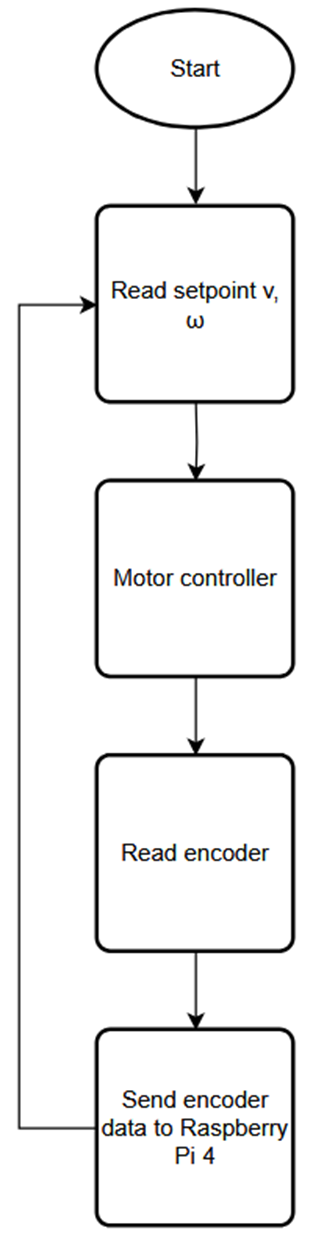 Start
Read setpoint v,
ω
Motor controller
Read encoder
Send encoder
data to Raspberry
Pi 4